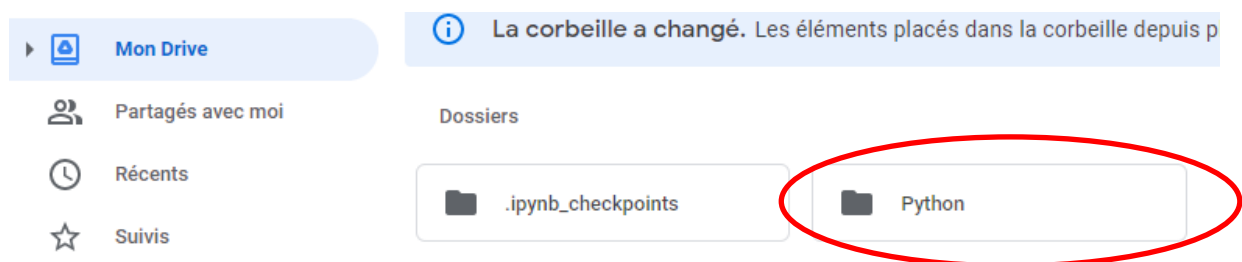 Mon Drive
La corbeille a changé. Les éléments placés dans la corbeille depuis p
Partagés avec moi
Dossiers
Récents
.ipynb_checkpoints
Python
Suivis